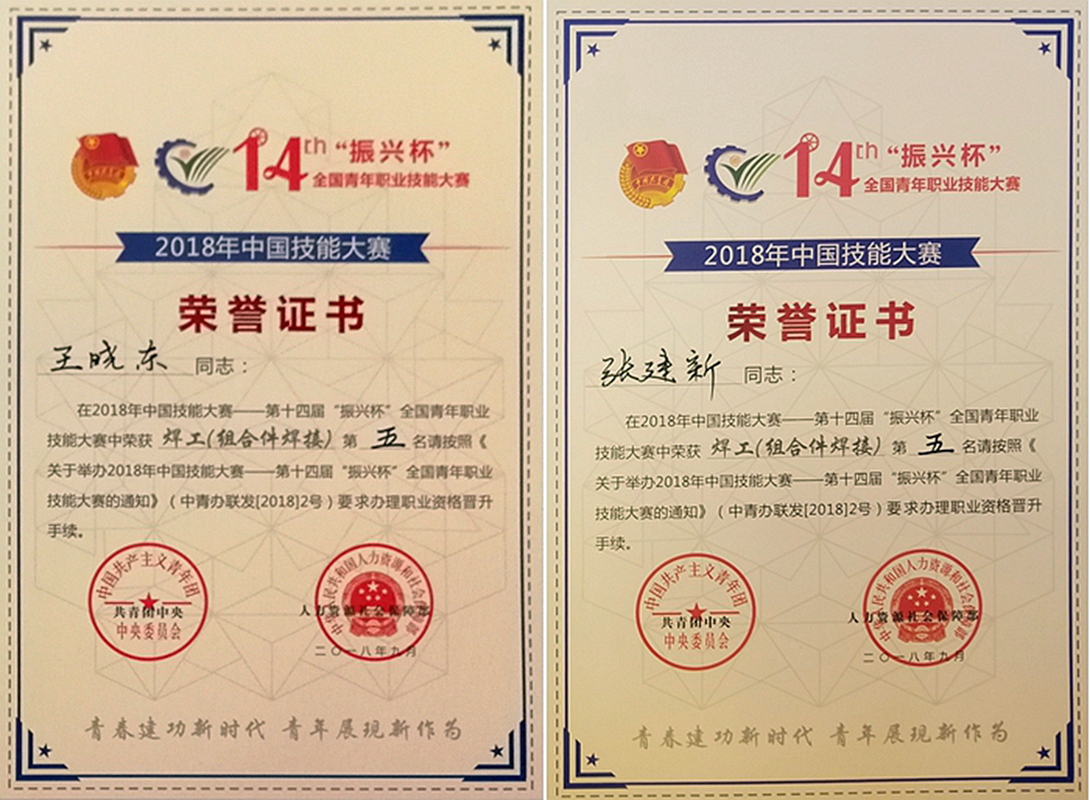 14th “振兴杯”
全国青年职业技能大赛
2018年中国技能大赛
荣誉证书
王晓东 同志：
在2018年中国技能大赛——第十四届“振兴杯”全国青年职业
技能大赛中荣获 焊工(组合件焊接) 第 五 名请按照《
关于举办2018年中国技能大赛——第十四届“振兴杯”全国青年职业
技能大赛的通知》（中青办联发[2018]2号）要求办理职业资格晋升
手续。
中国共产主义青年团
共青团中央
中央委员会
人力资源社会保障部
二〇一八年九月
青春建功新时代 青年展现新作为
14th “振兴杯”
全国青年职业技能大赛
2018年中国技能大赛
荣誉证书
张建新 同志：
在2018年中国技能大赛——第十四届“振兴杯”全国青年职业
技能大赛中荣获 焊工(组合件焊接) 第 五 名请按照《
关于举办2018年中国技能大赛——第十四届“振兴杯”全国青年职业
技能大赛的通知》（中青办联发[2018]2号）要求办理职业资格晋升
手续。
中国共产主义青年团
共青团中央
中央委员会
人力资源社会保障部
二〇一八年九月
青春建功新时代 青年展现新作为